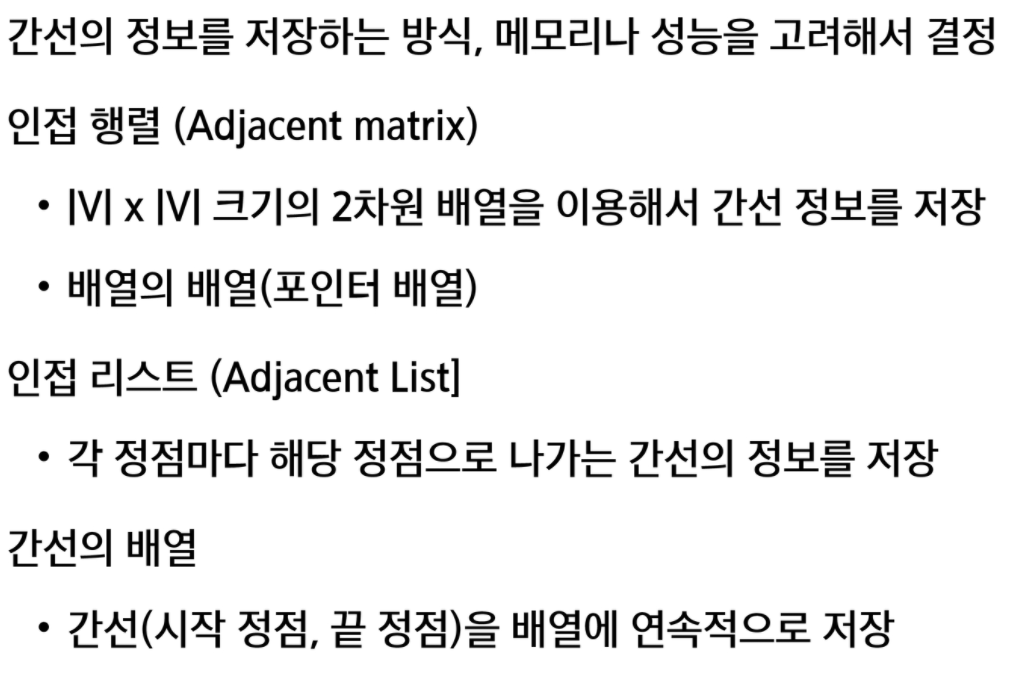 간선의 정보를 저장하는 방식, 메모리나 성능을 고려해서 결정
인접 행렬 (Adjacent matrix)
• |V| x |V| 크기의 2차원 배열을 이용해서 간선 정보를 저장
• 배열의 배열(포인터 배열)
인접 리스트 (Adjacent List]
• 각 정점마다 해당 정점으로 나가는 간선의 정보를 저장
간선의 배열
• 간선(시작 정점, 끝 정점)을 배열에 연속적으로 저장